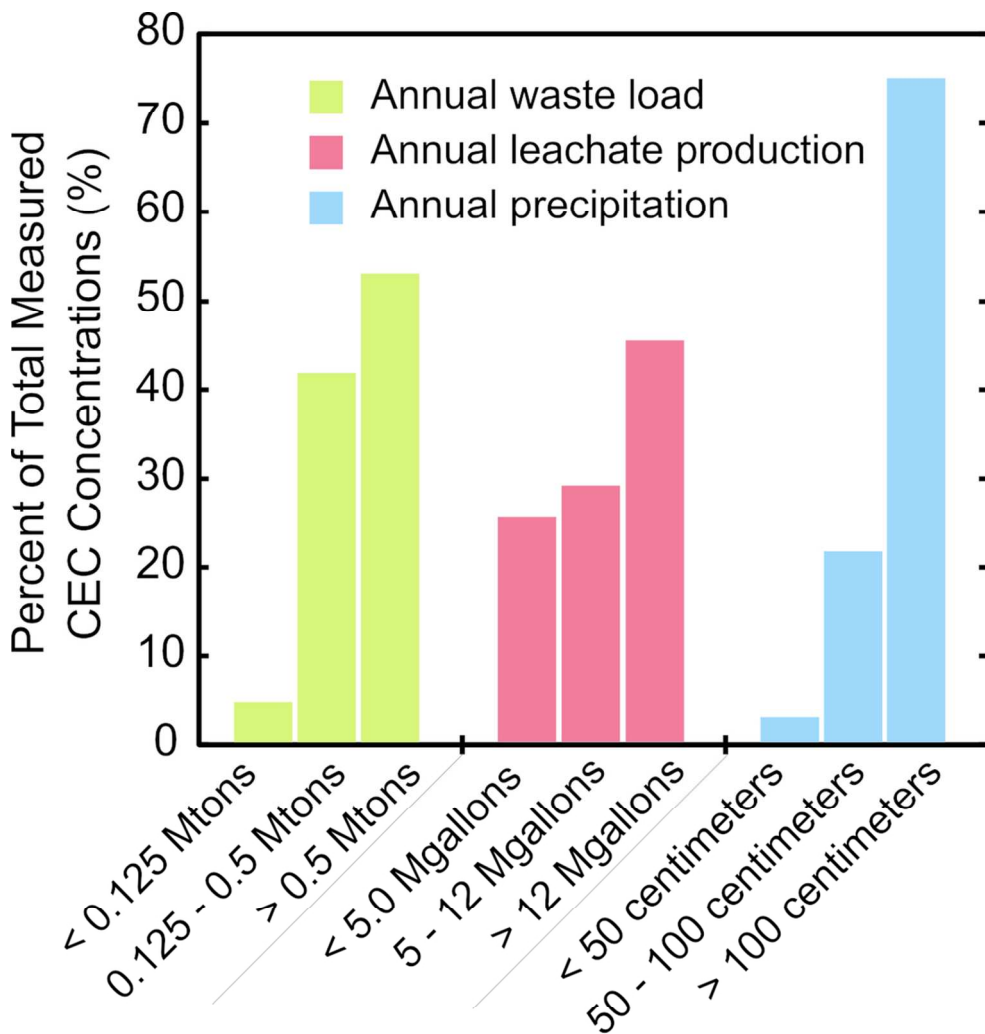 Percent of Total Measured
CEC Concentrations (%)
80
70
60
50
40
30
20
10
0
Annual waste load
Annual leachate production
Annual precipitation
< 0.125 Mtons
0.125 - 0.5 Mtons
> 0.5 Mtons
< 5.0 Mgallons
5 - 12 Mgallons
> 12 Mgallons
< 50 centimeters
50 - 100 centimeters
> 100 centimeters